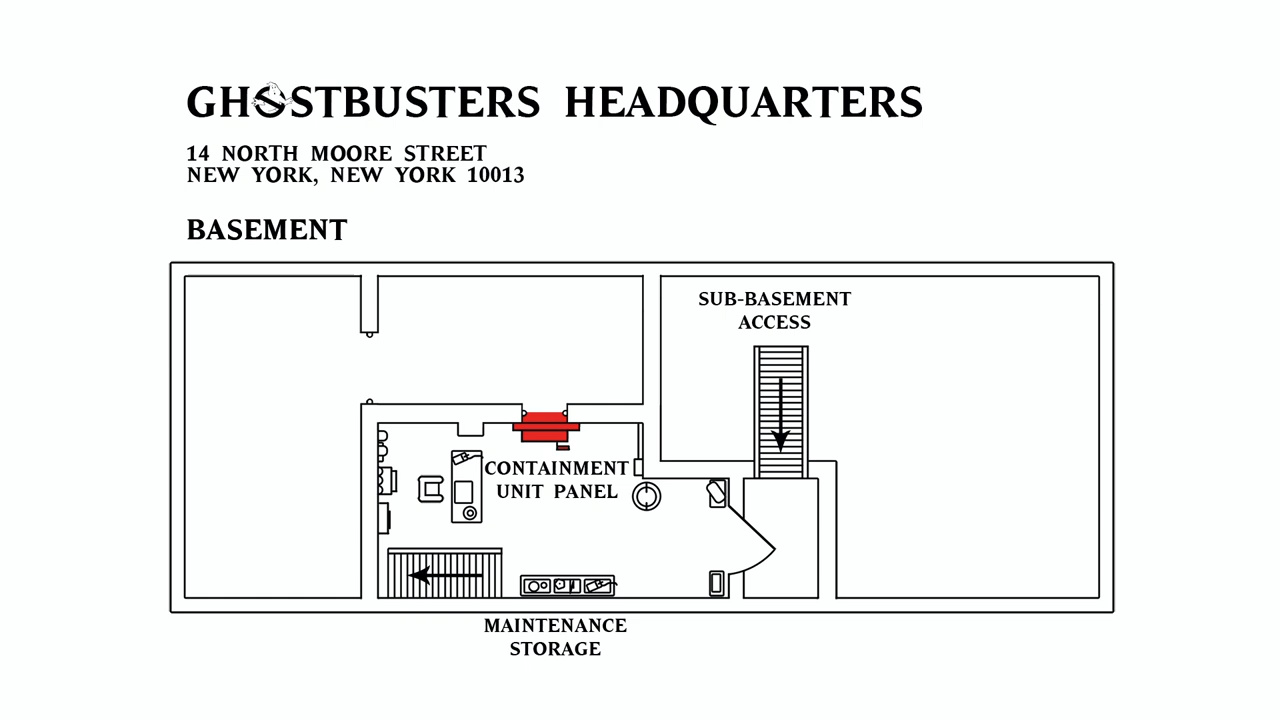 GHOSTBUSTERS HEADQUARTERS
14 NORTH MOORE STREET
NEW YORK, NEW YORK 10013
BASEMENT
SUB-BASEMENT
ACCESS
CONTAINMENT
UNIT PANEL
MAINTENANCE
STORAGE